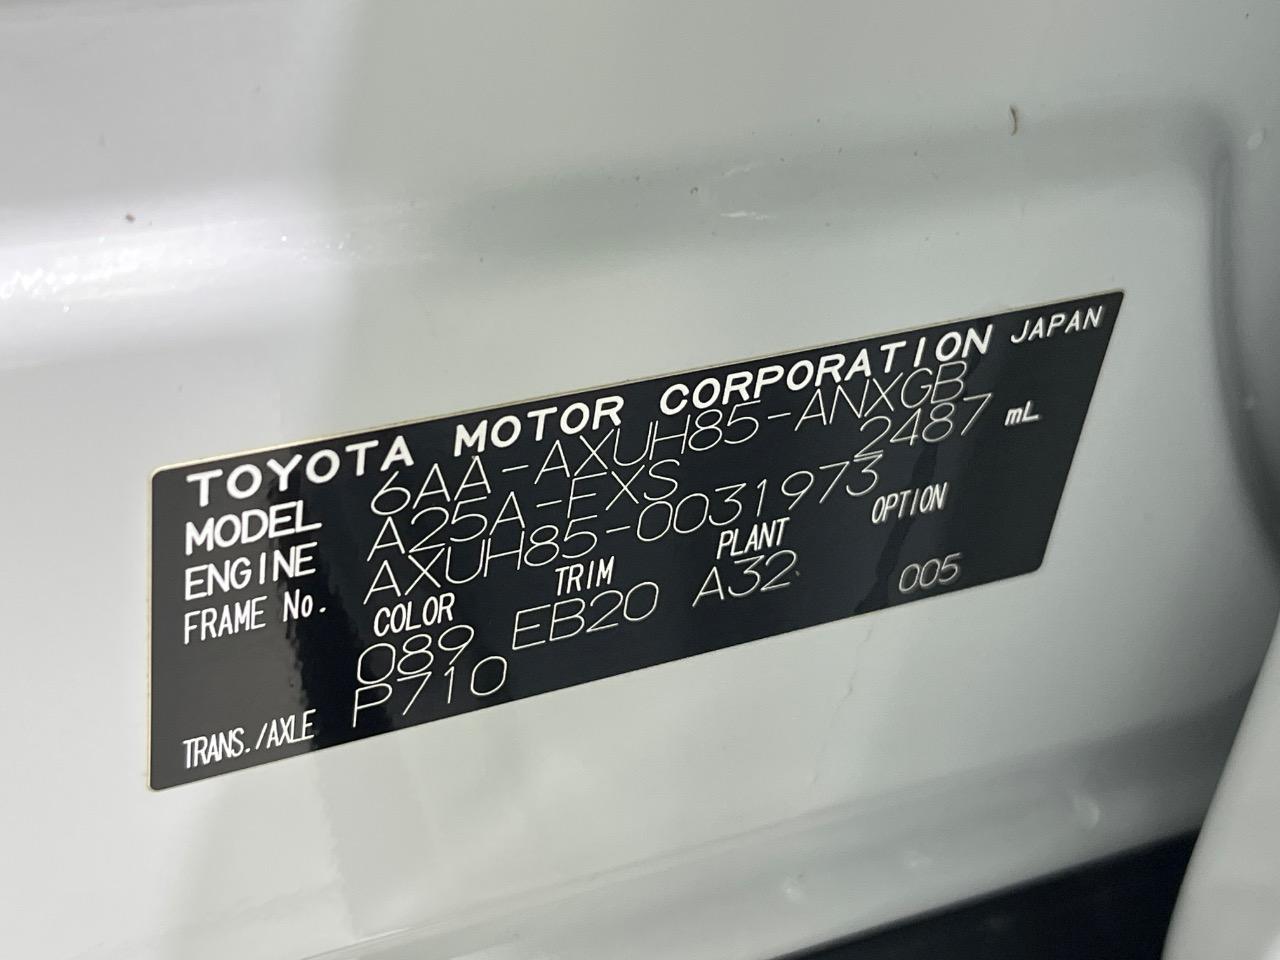 TOYOTA MOTOR CORPORATION JAPAN
MODEL 6AA-AXUH85-ANXGB
ENGINE A25A-FXS 2487 mL
FRAME No. AXUH85-0031973
COLOR TRIM PLANT OPTION
089 EB20 A32 005
TRANS./AXLE P710